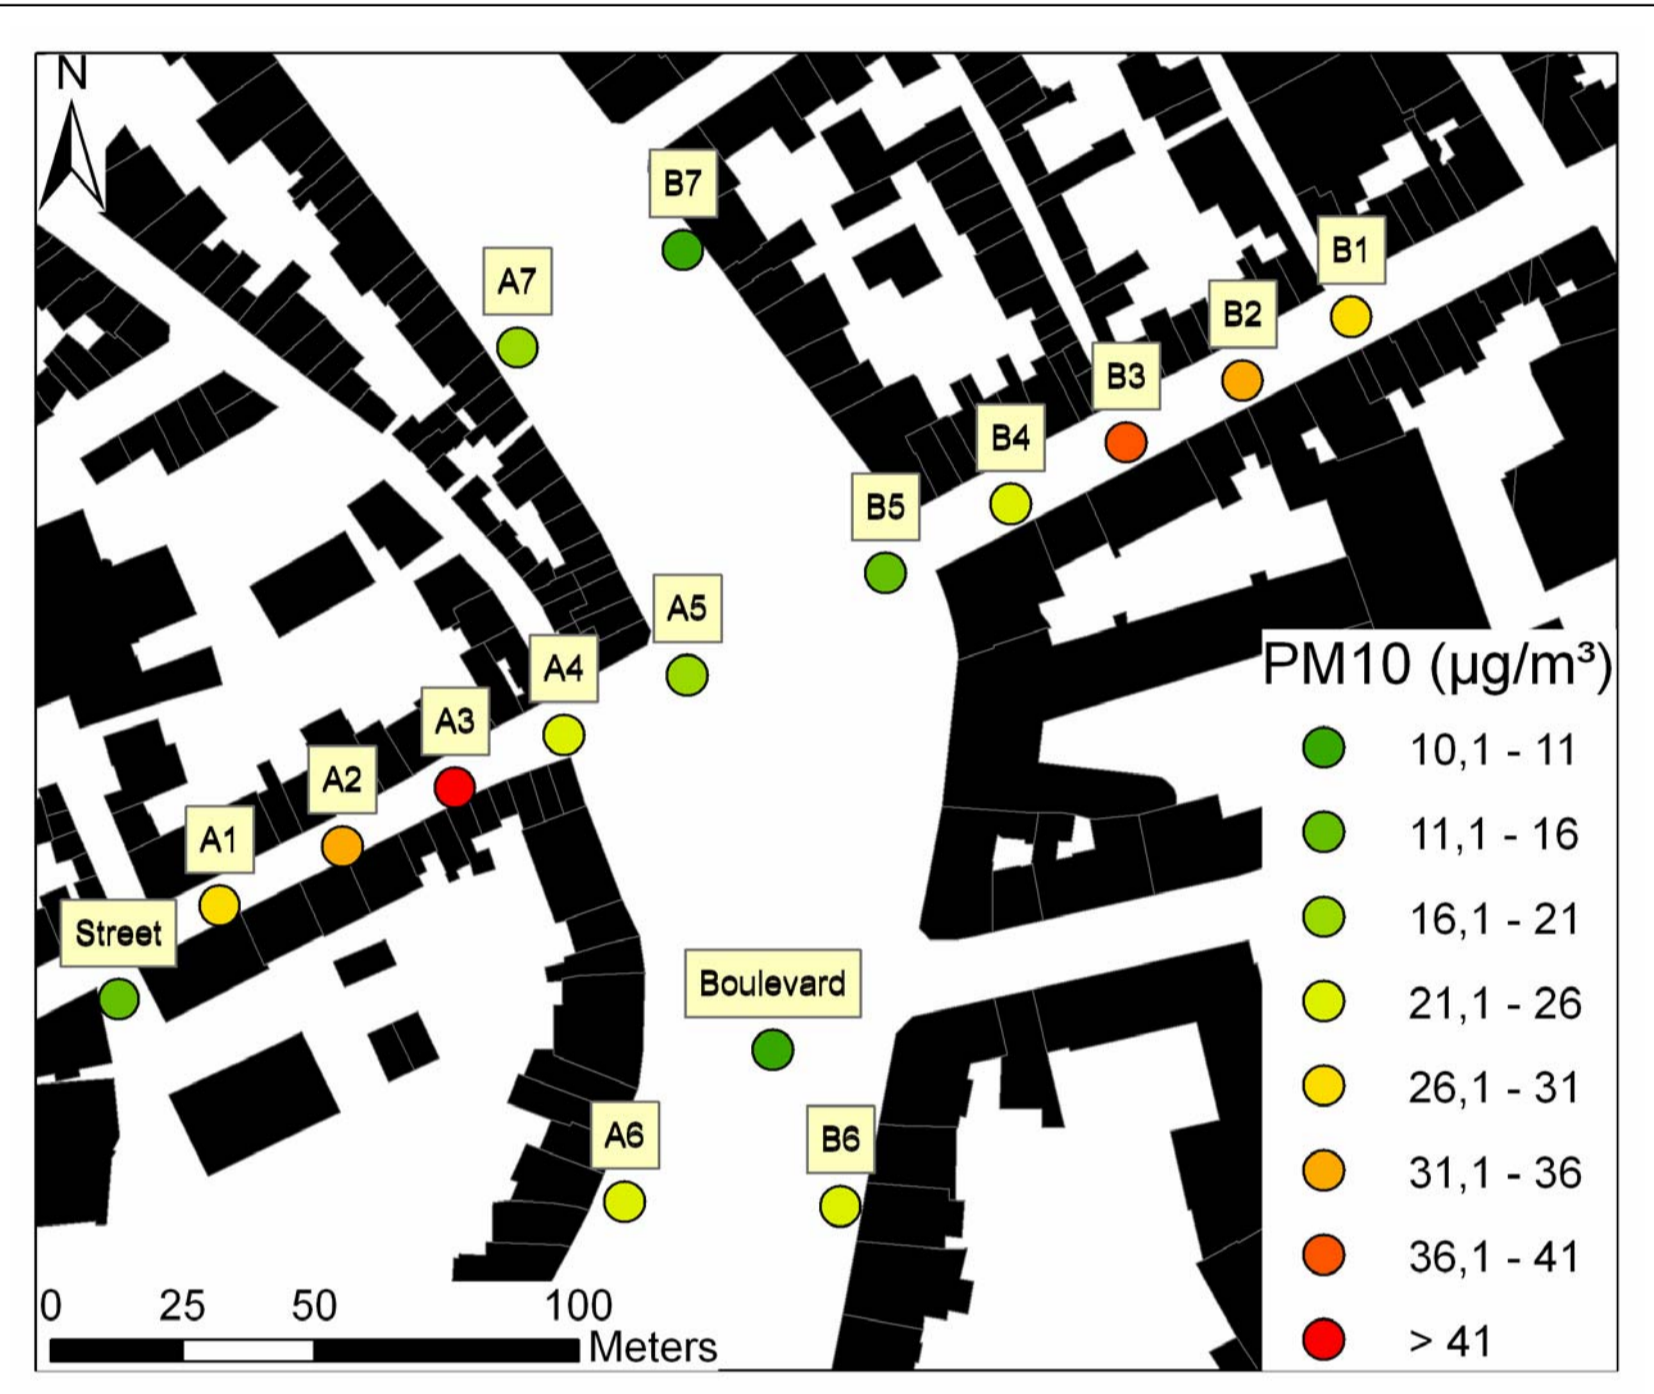 N
B7
A7
B1
B2
B3
B4
B5
A5
A4
A3
A2
A1
Street
Boulevard
A6
B6
PM10 (µg/m³)
10,1 - 11
11,1 - 16
16,1 - 21
21,1 - 26
26,1 - 31
31,1 - 36
36,1 - 41
> 41
0 25 50 100
Meters